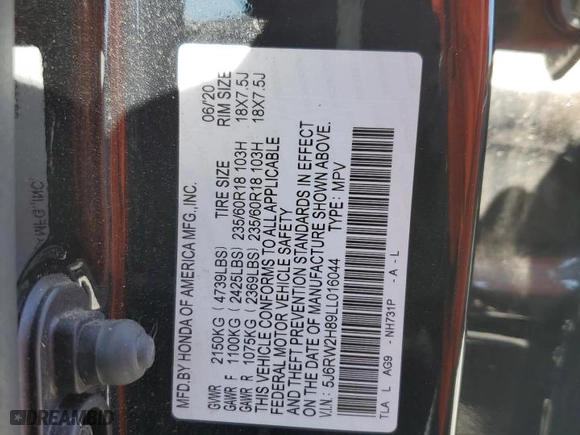 MFD.BY HONDA OF AMERICA MFG.,INC. 06/20
GVWR 2150KG (4739LBS) TIRE SIZE RIM SIZE
GAWR F 1100KG (2426LBS) 235/60R18 103H 18X7.5J
GAWR R 1075KG (2369LBS) 235/60R18 103H 18X7.5J
THIS VEHICLE CONFORMS TO ALL APPLICABLE
FEDERAL MOTOR VEHICLE SAFETY
AND THEFT PREVENTION STANDARDS IN EFFECT
ON THE DATE OF MANUFACTURE SHOWN ABOVE.
V.I.N.: 5J6RW2H89LL016044 TYPE: MPV
TLA L AG9 - NH731P - A - L
AUTOBIDMASTER